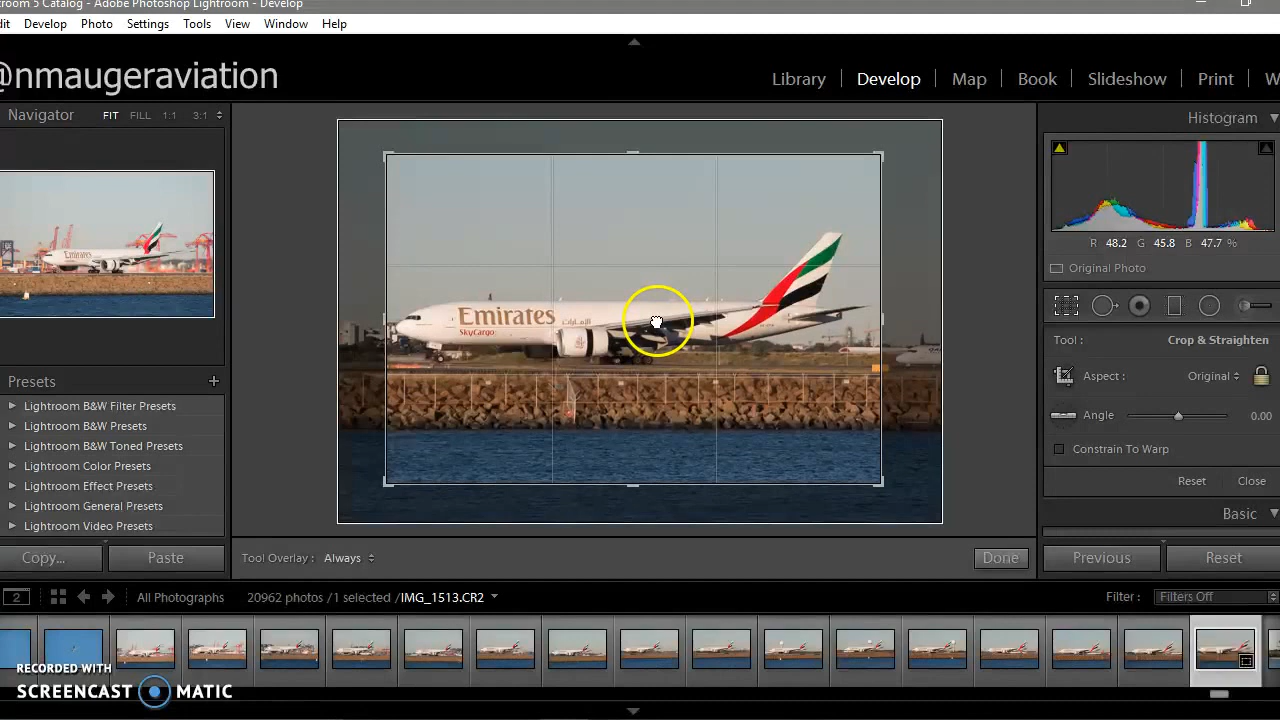 troom 5 Catalog - Adobe Photoshop Lightroom - Develop
dit Develop Photo Settings Tools View Window Help
@nmaugeraviation
Library Develop Map Book Slideshow Print W
Navigator FIT FILL 1:1 3:1
Histogram
R 48.2 G 45.8 B 47.7 %
Original Photo
Emirates
الإمارات
SkyCargo
Tool : Crop & Straighten
Aspect : Original
Angle 0.00
Constrain To Warp
Reset Close
Basic
Presets +
Lightroom B&W Filter Presets
Lightroom B&W Presets
Lightroom B&W Toned Presets
Lightroom Color Presets
Lightroom Effect Presets
Lightroom General Presets
Lightroom Video Presets
Copy... Paste
Tool Overlay : Always Done
Previous Reset
2 All Photographs 20962 photos / 1 selected / IMG_1513.CR2
Filter : Filters Off
RECORDED WITH
SCREENCAST MATIC